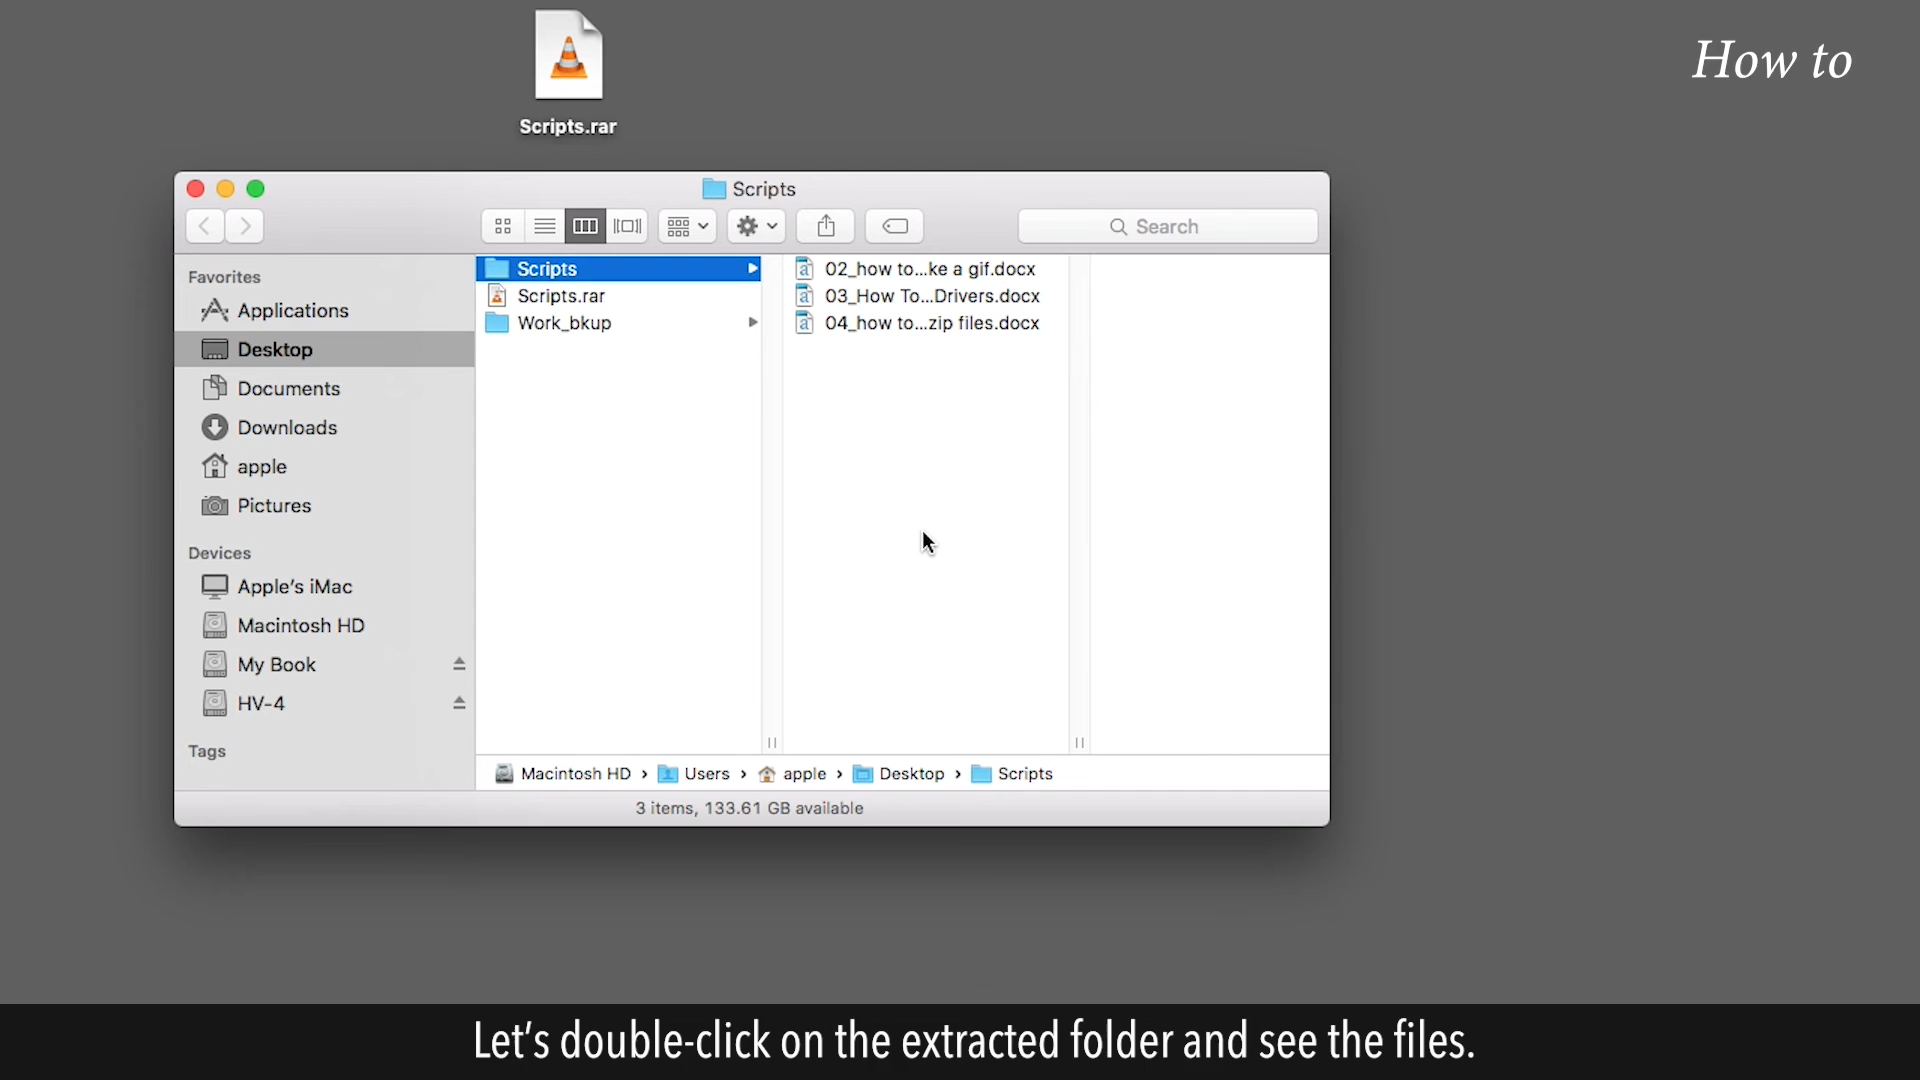 How to
Scripts.rar
Scripts
Search
Favorites
Applications
Desktop
Documents
Downloads
apple
Pictures
Devices
Apple's iMac
Macintosh HD
My Book
HV-4
Tags
Scripts
Scripts.rar
Work_bkup
02_how to...ke a gif.docx
03_How To...Drivers.docx
04_how to...zip files.docx
Macintosh HD › Users › apple › Desktop › Scripts
3 items, 133.61 GB available
Let's double-click on the extracted folder and see the files.